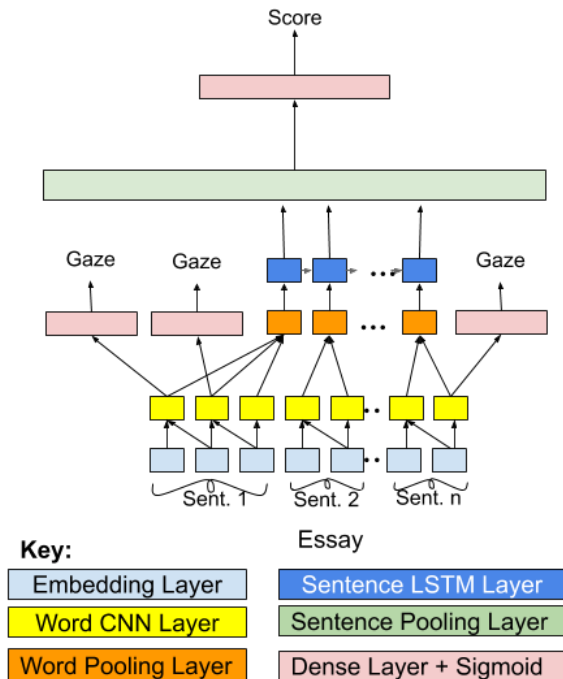 Score
Gaze
Gaze
Gaze
...
...
..
..
Sent. 1
Sent. 2
Sent. n
Essay
Key:
Embedding Layer
Sentence LSTM Layer
Word CNN Layer
Sentence Pooling Layer
Word Pooling Layer
Dense Layer + Sigmoid